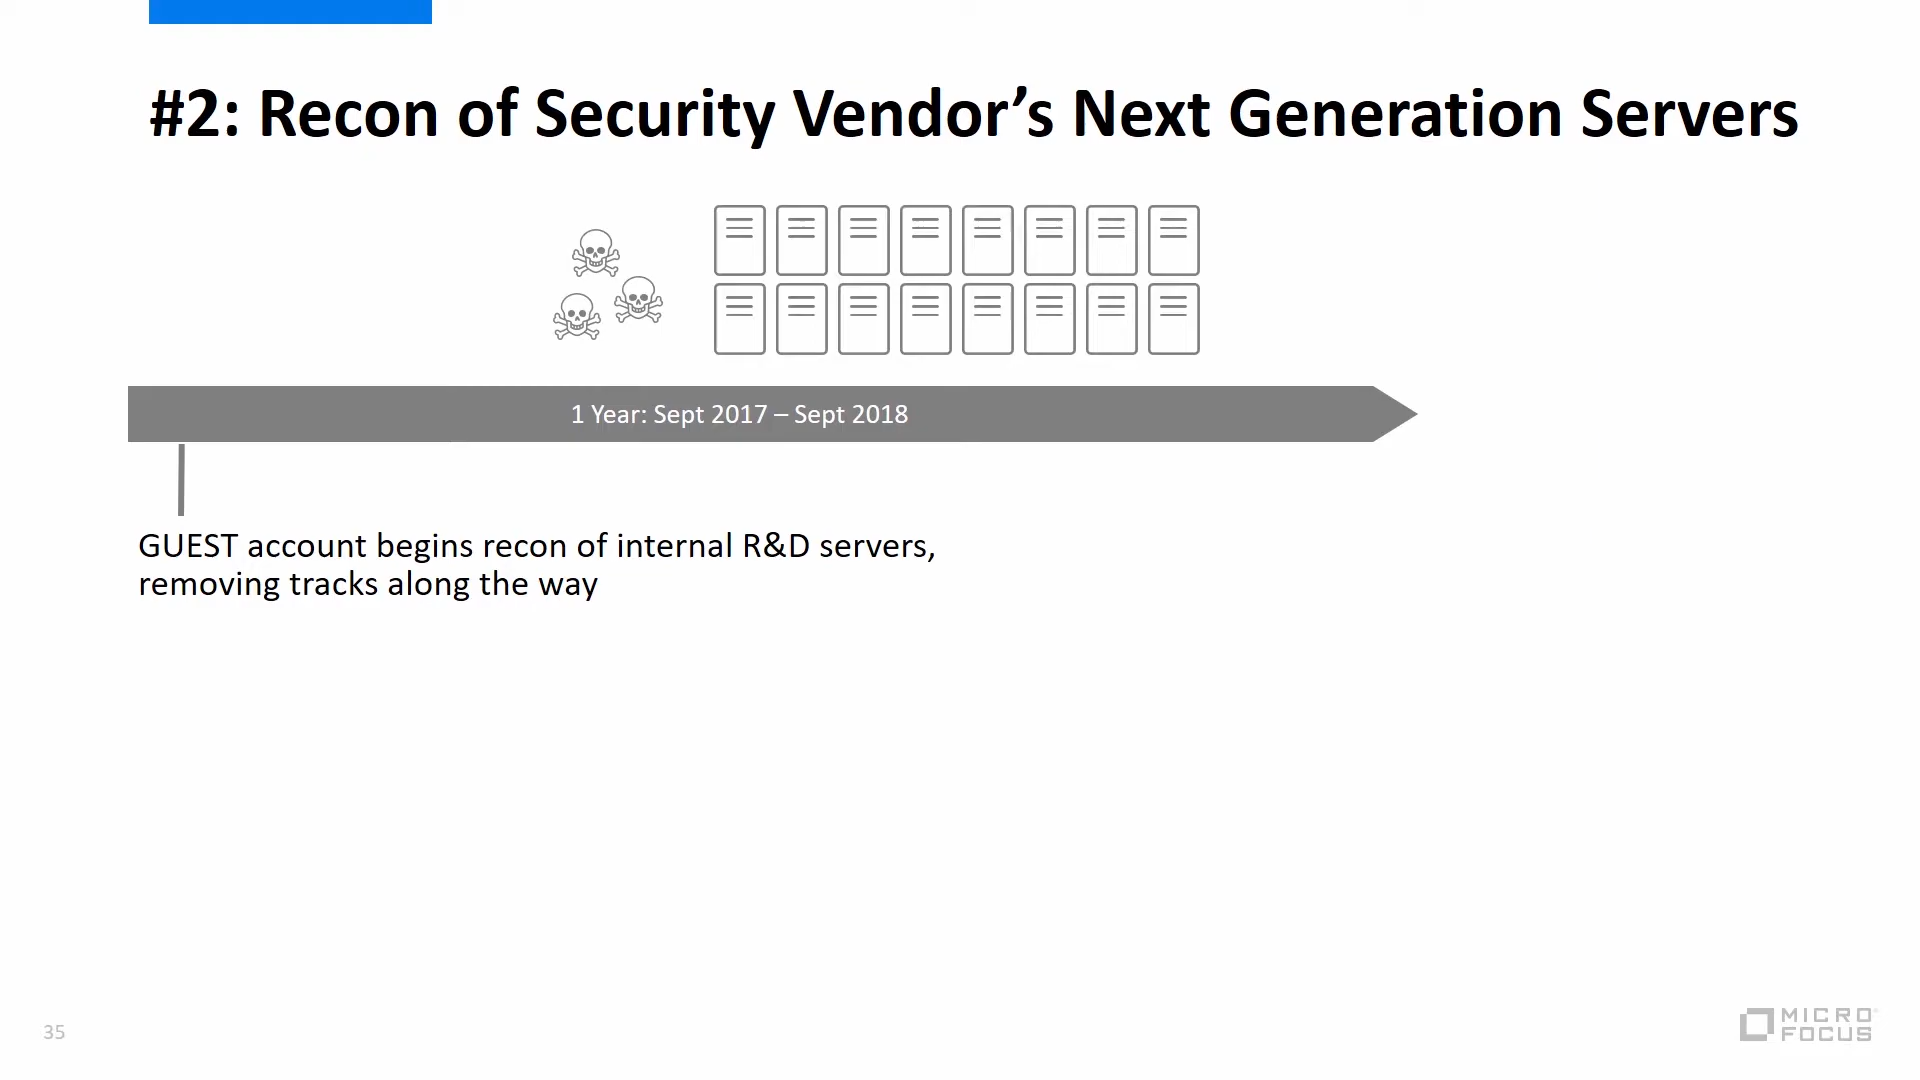 #2: Recon of Security Vendor’s Next Generation Servers
1 Year: Sept 2017 – Sept 2018
GUEST account begins recon of internal R&D servers,
removing tracks along the way
35
MICRO
FOCUS